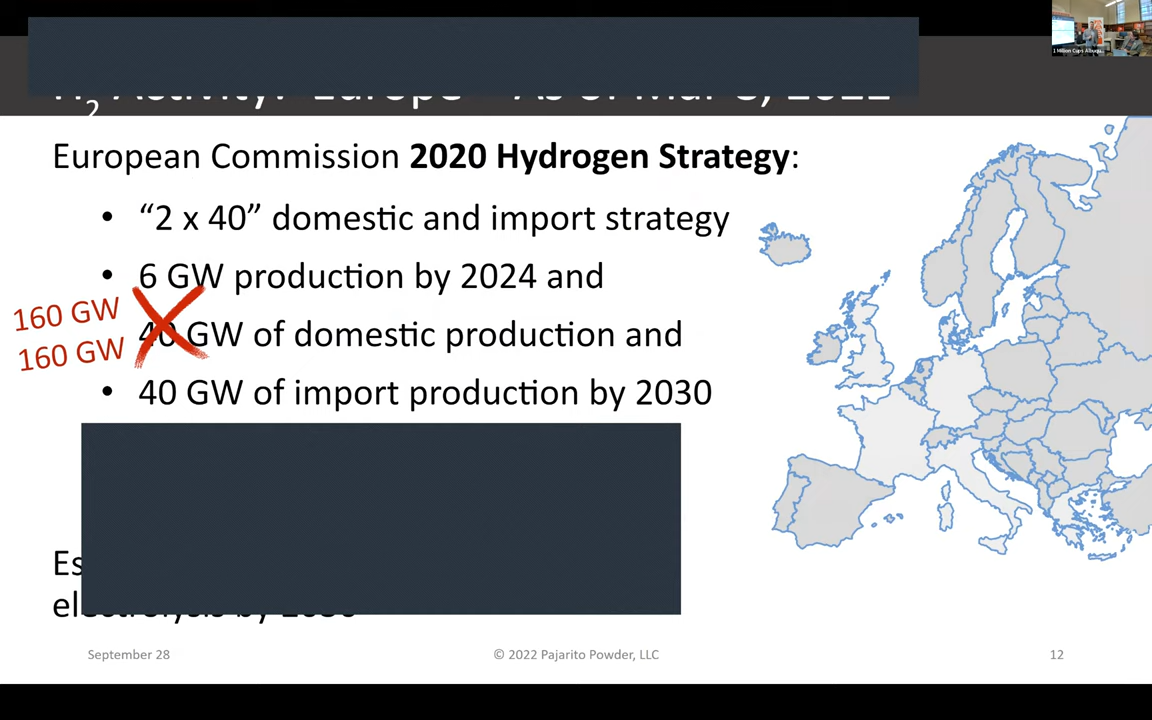 European Commission 2020 Hydrogen Strategy:
• “2 x 40” domestic and import strategy
• 6 GW production by 2024 and
160 GW
40 GW of domestic production and
160 GW
• 40 GW of import production by 2030
September 28
© 2022 Pajarito Powder, LLC
12